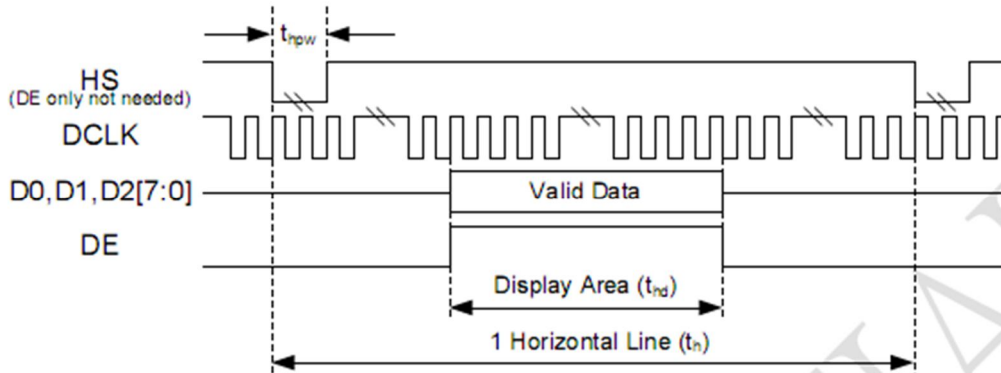 thpw
HS
(DE only not needed)
DCLK
D0,D1,D2[7:0]
Valid Data
DE
Display Area (thd)
1 Horizontal Line (th)